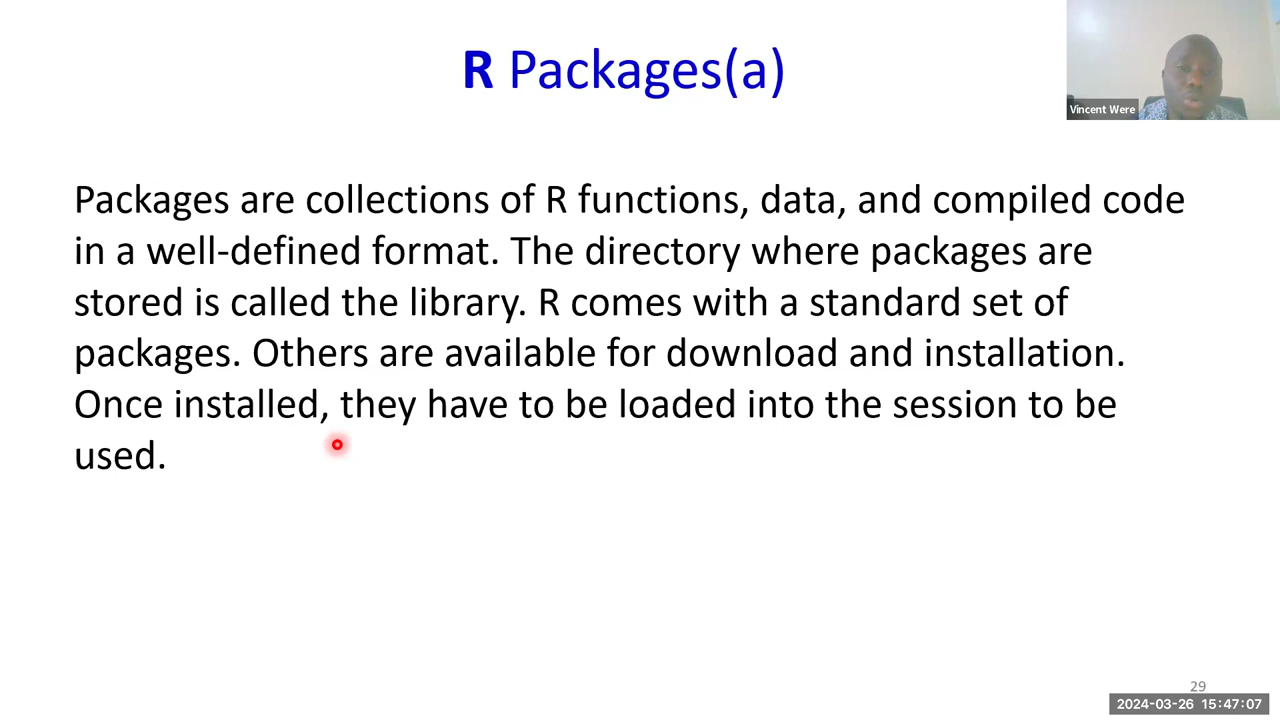 R Packages(a)
Vincent Were
Packages are collections of R functions, data, and compiled code
in a well-defined format. The directory where packages are
stored is called the library. R comes with a standard set of
packages. Others are available for download and installation.
Once installed, they have to be loaded into the session to be
used.
29
2024-03-26 15:47:07